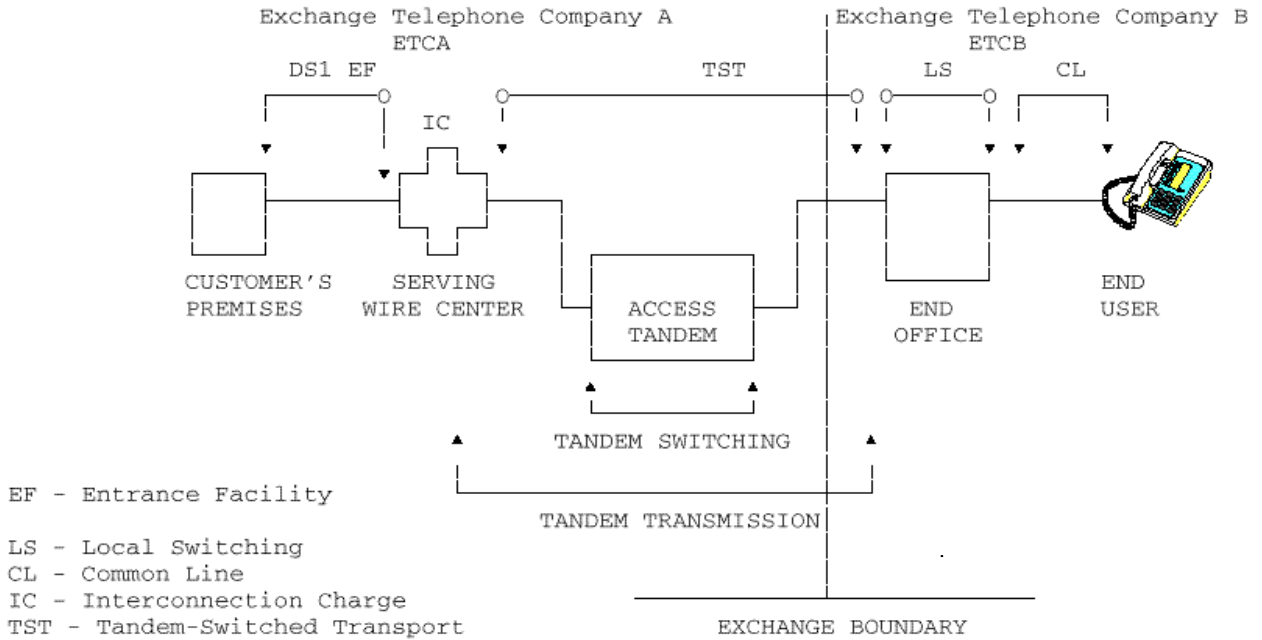 Exchange Telephone Company A
Exchange Telephone Company B
ETCA
ETCB
DS1 EF
TST
LS
CL
IC
CUSTOMER'S
PREMISES
SERVING
WIRE CENTER
ACCESS
TANDEM
END
OFFICE
END
USER
TANDEM SWITCHING
TANDEM TRANSMISSION
EF - Entrance Facility
LS - Local Switching
CL - Common Line
IC - Interconnection Charge
TST - Tandem-Switched Transport
EXCHANGE BOUNDARY